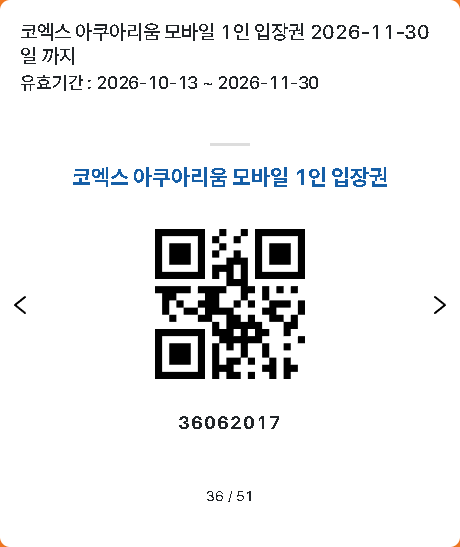 코엑스 아쿠아리움 모바일 1인 입장권 2026-11-30
일 까지
유효기간 : 2026-10-13 ~ 2026-11-30
코엑스 아쿠아리움 모바일 1인 입장권
36062017
36 / 51